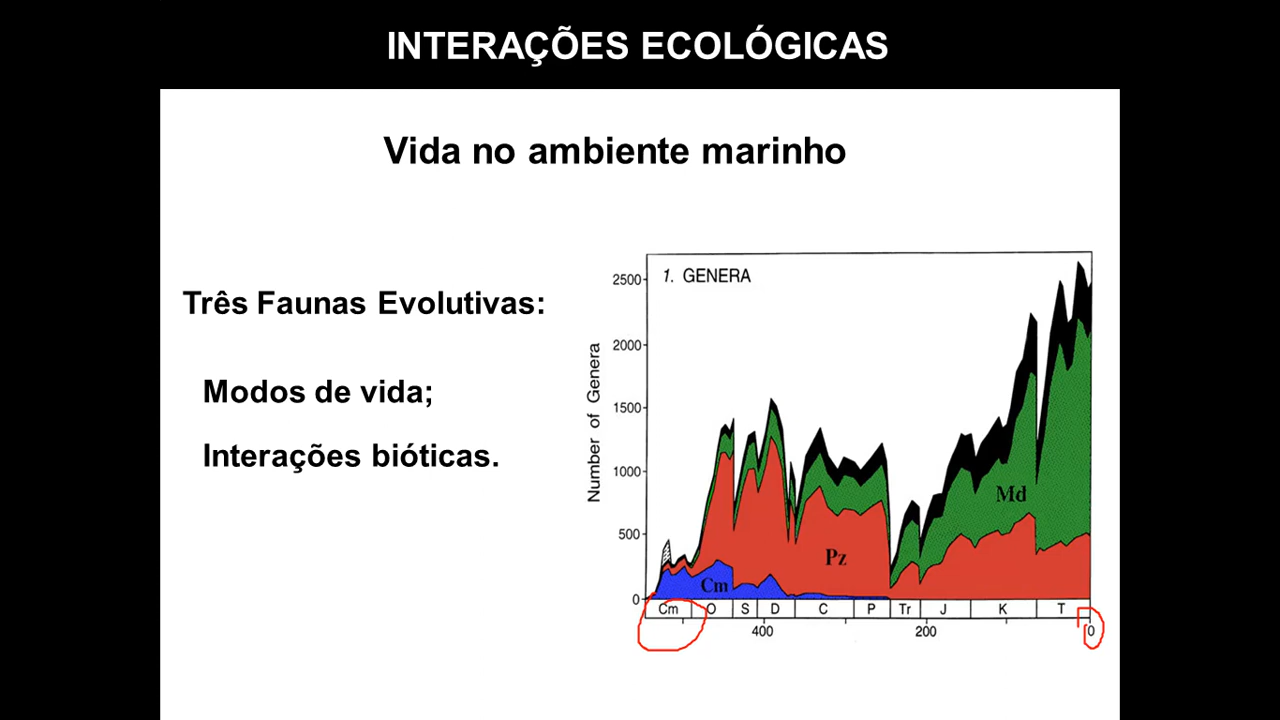 INTERAÇÕES ECOLÓGICAS
Vida no ambiente marinho
Três Faunas Evolutivas:
Modos de vida;
Interações bióticas.
1. GENERA
Number of Genera
2500
2000
1500
1000
500
0
Md
Pz
Cm
Cm O S D C P Tr J K T
400 200 0